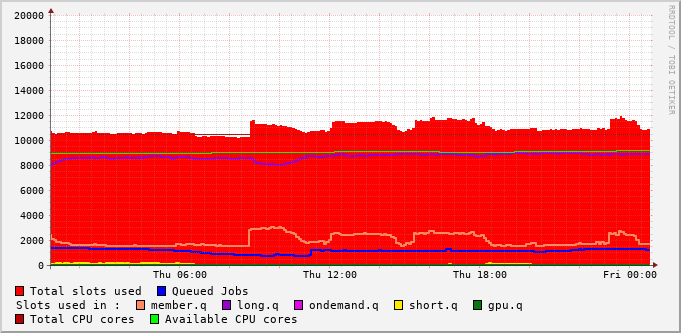 20000
18000
16000
14000
12000
10000
8000
6000
4000
2000
0
Thu 06:00 Thu 12:00 Thu 18:00 Fri 00:00
RRDTOOL / TOBI OETIKER
Total slots used Queued Jobs
Slots used in : member.q long.q ondemand.q short.q gpu.q
Total CPU cores Available CPU cores